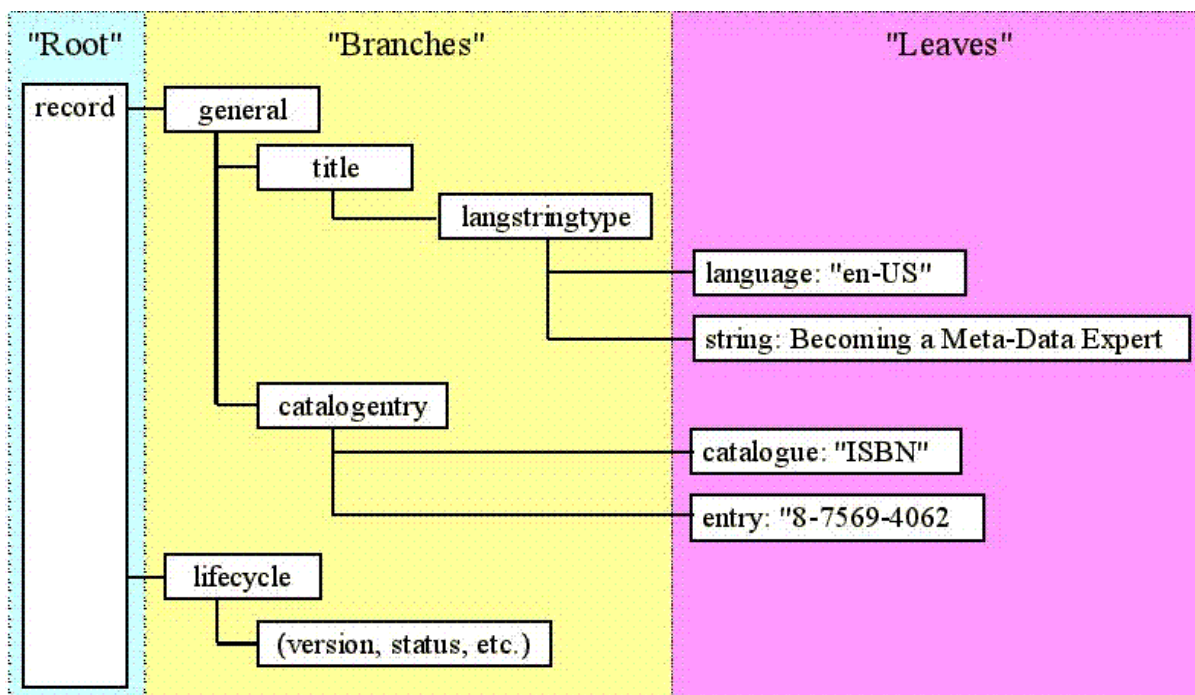 "Root"
"Branches"
"Leaves"
record
general
title
langstringtype
language: "en-US"
string: Becoming a Meta-Data Expert
catalogentry
catalogue: "ISBN"
entry: "8-7569-4062
lifecycle
(version, status, etc.)